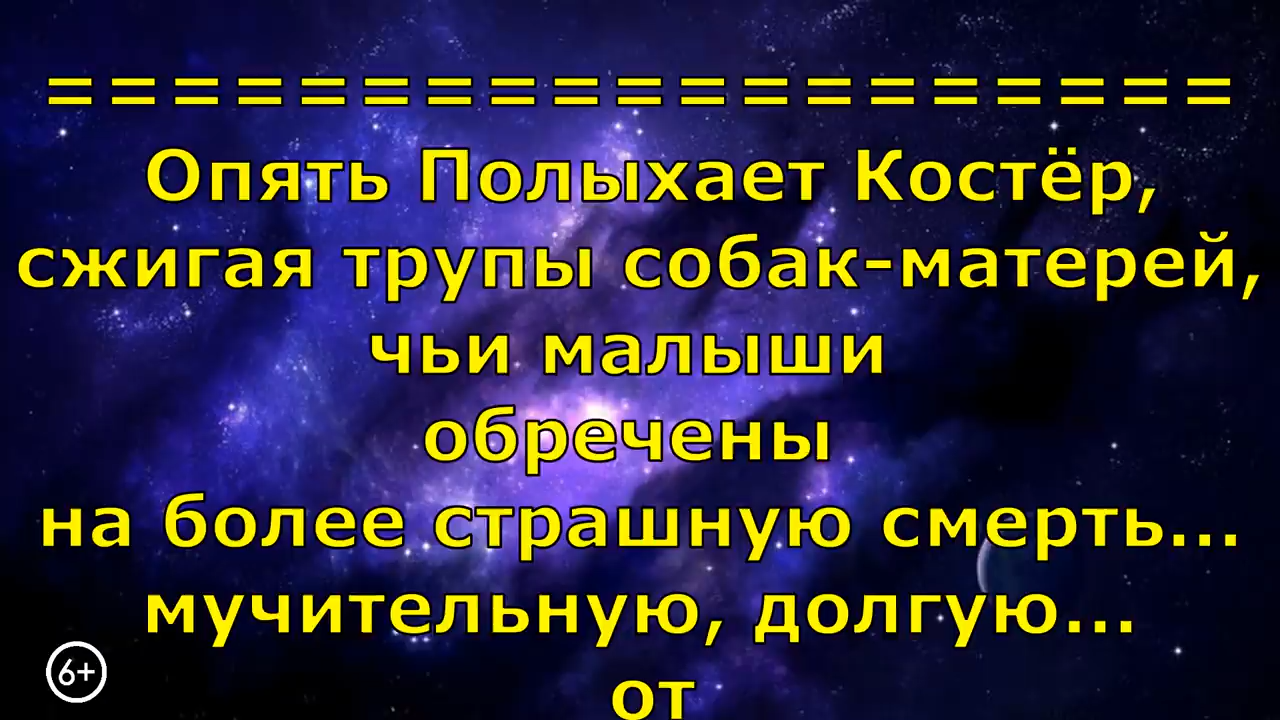 ===================
Опять Полыхает Костёр,
сжигая трупы собак-матерей,
чьи малыши
обречены
на более страшную смерть...
мучительную, долгую...
от
6+